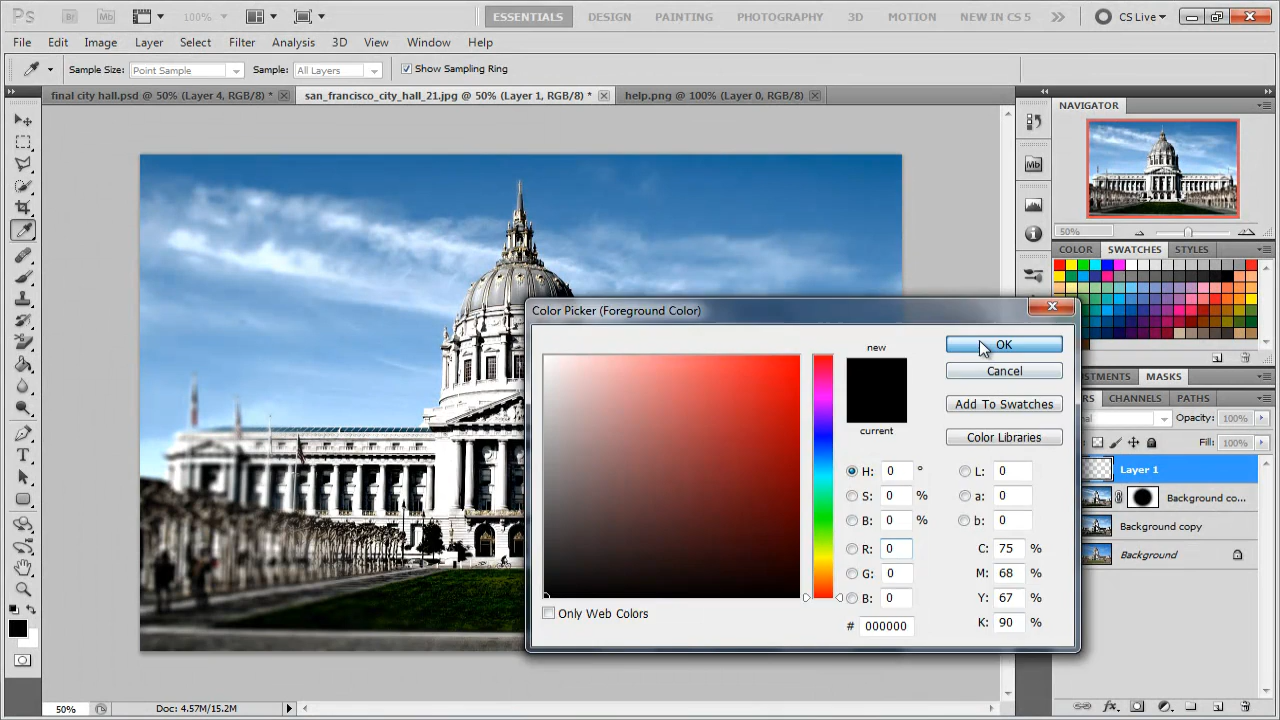 Ps Br Mb 100% ESSENTIALS DESIGN PAINTING PHOTOGRAPHY 3D MOTION NEW IN CS 5 CS Live
File Edit Image Layer Select Filter Analysis 3D View Window Help
Sample Size: Point Sample Sample: All Layers Show Sampling Ring
final city hall.psd @ 50% (Layer 4, RGB/8) * san_francisco_city_hall_21.jpg @ 50% (Layer 1, RGB/8) * help.png @ 100% (Layer 0, RGB/8)
NAVIGATOR
Mb
50%
COLOR SWATCHES STYLES
Color Picker (Foreground Color)
new
OK
Cancel
Add To Swatches
current
Color Libraries
H: 0 ° L: 0
S: 0 % a: 0
B: 0 % b: 0
R: 0 C: 75 %
G: 0 M: 68 %
B: 0 Y: 67 %
# 000000 K: 90 %
Only Web Colors
MASKS
CHANNELS PATHS
Opacity: 100%
Fill: 100%
Layer 1
Background co...
Background copy
Background
50% Doc: 4.57M/15.2M